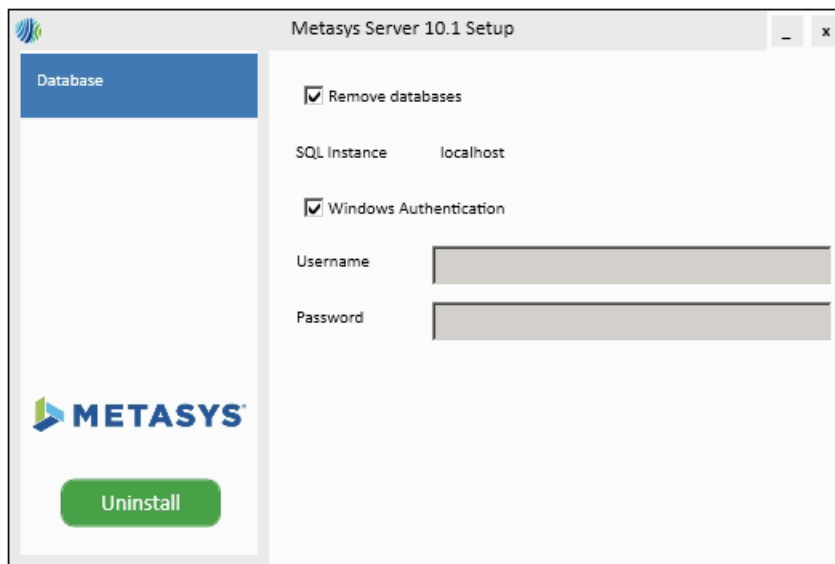 Metasys Server 10.1 Setup
Database
Remove databases
SQL Instance localhost
Windows Authentication
Username
Password
METASYS
Uninstall